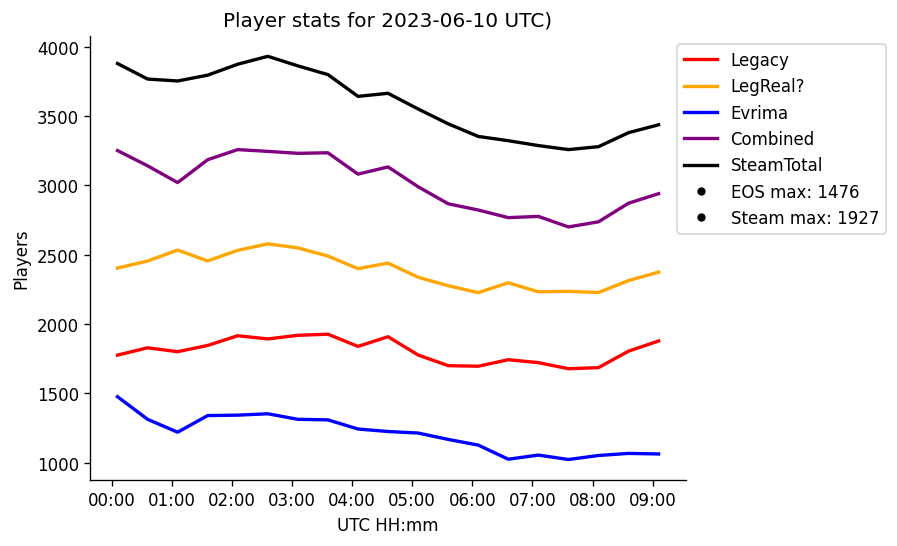 Player stats for 2023-06-10 UTC)
Players
4000
3500
3000
2500
2000
1500
1000
00:00 01:00 02:00 03:00 04:00 05:00 06:00 07:00 08:00 09:00
UTC HH:mm
Legacy
LegReal?
Evrima
Combined
SteamTotal
EOS max: 1476
Steam max: 1927